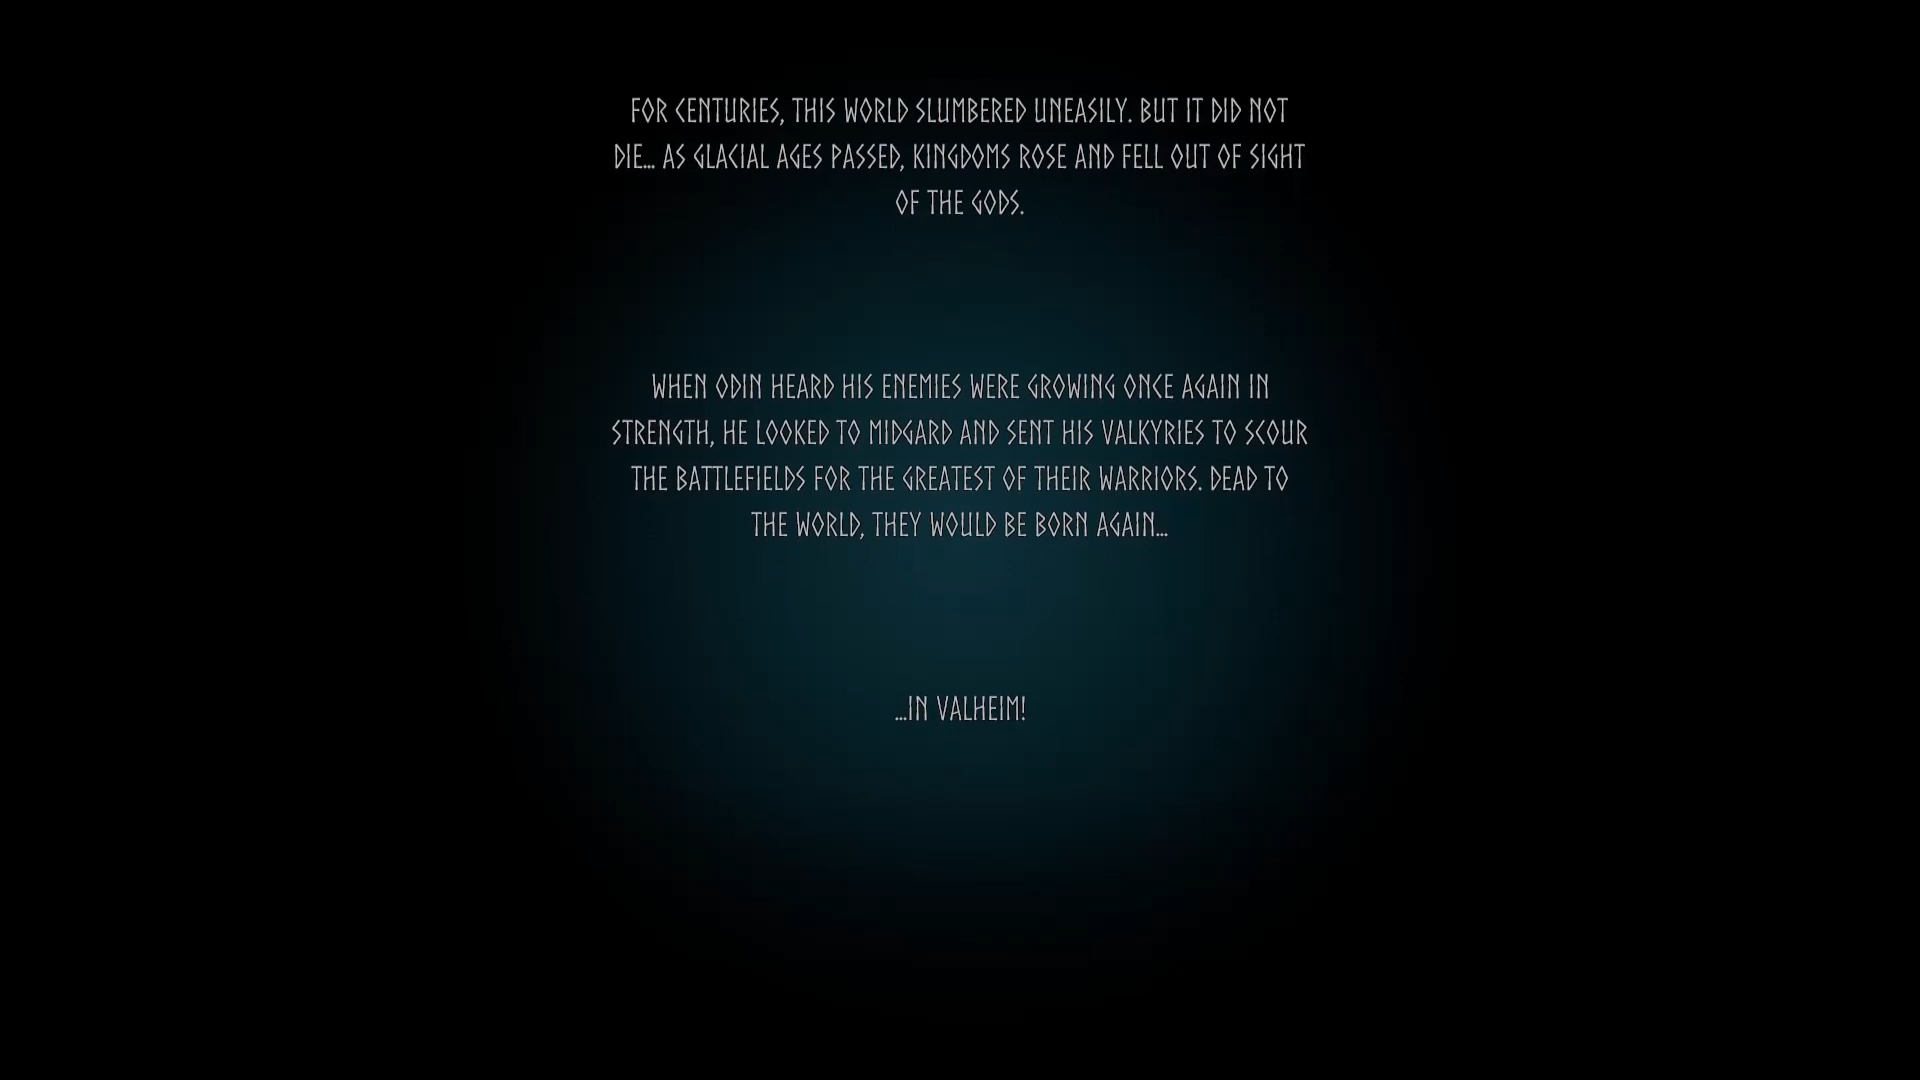 FOR CENTURIES, THIS WORLD SLUMBERED UNEASILY. BUT IT DID NOT
DIE... AS GLACIAL AGES PASSED, KINGDOMS ROSE AND FELL OUT OF SIGHT
OF THE GODS.
WHEN ODIN HEARD HIS ENEMIES WERE GROWING ONCE AGAIN IN
STRENGTH, HE LOOKED TO MIDGARD AND SENT HIS VALKYRIES TO SCOUR
THE BATTLEFIELDS FOR THE GREATEST OF THEIR WARRIORS. DEAD TO
THE WORLD, THEY WOULD BE BORN AGAIN...
...IN VALHEIM!